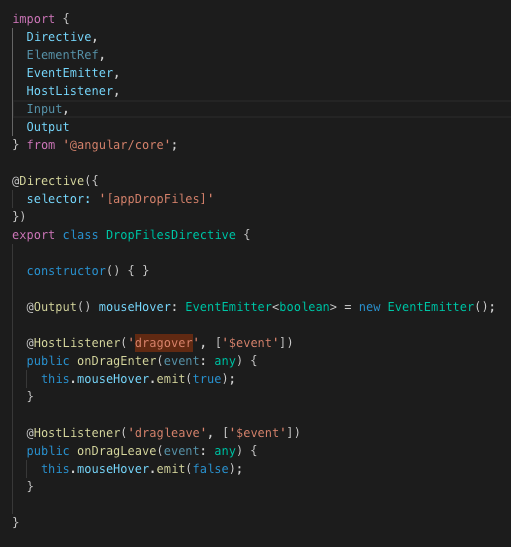 import {
  Directive,
  ElementRef,
  EventEmitter,
  HostListener,
  Input,
  Output
} from '@angular/core';

@Directive({
  selector: '[appDropFiles]'
})
export class DropFilesDirective {

  constructor() { }

  @Output() mouseHover: EventEmitter<boolean> = new EventEmitter();

  @HostListener('dragover', ['$event'])
  public onDragEnter(event: any) {
    this.mouseHover.emit(true);
  }

  @HostListener('dragleave', ['$event'])
  public onDragLeave(event: any) {
    this.mouseHover.emit(false);
  }

}